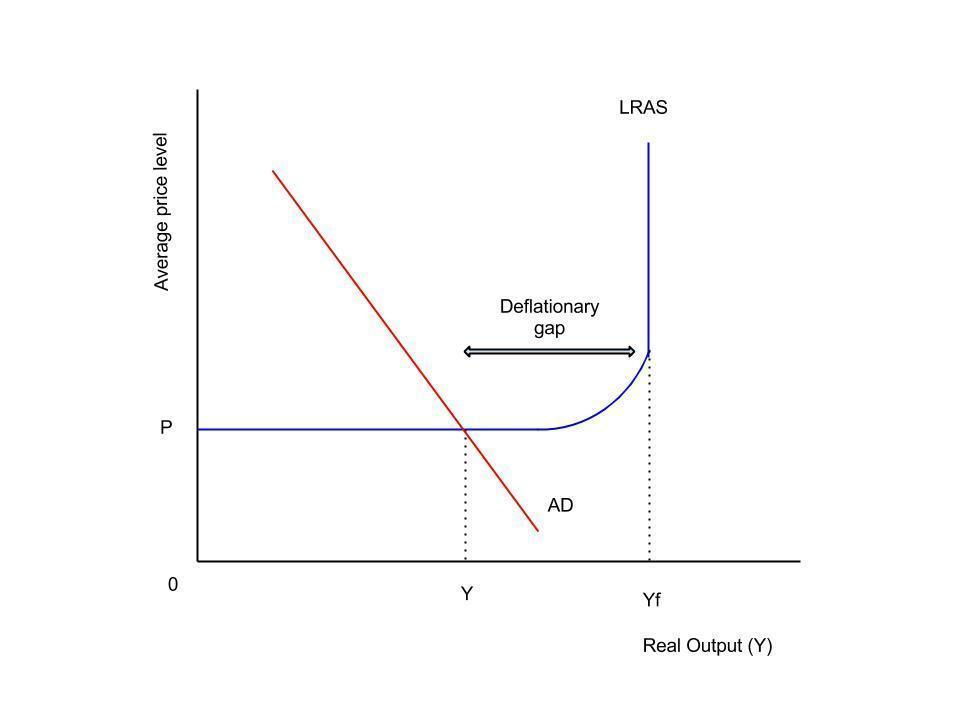 LRAS
Average price level
Deflationary
gap
P
AD
0
Y
Yf
Real Output (Y)